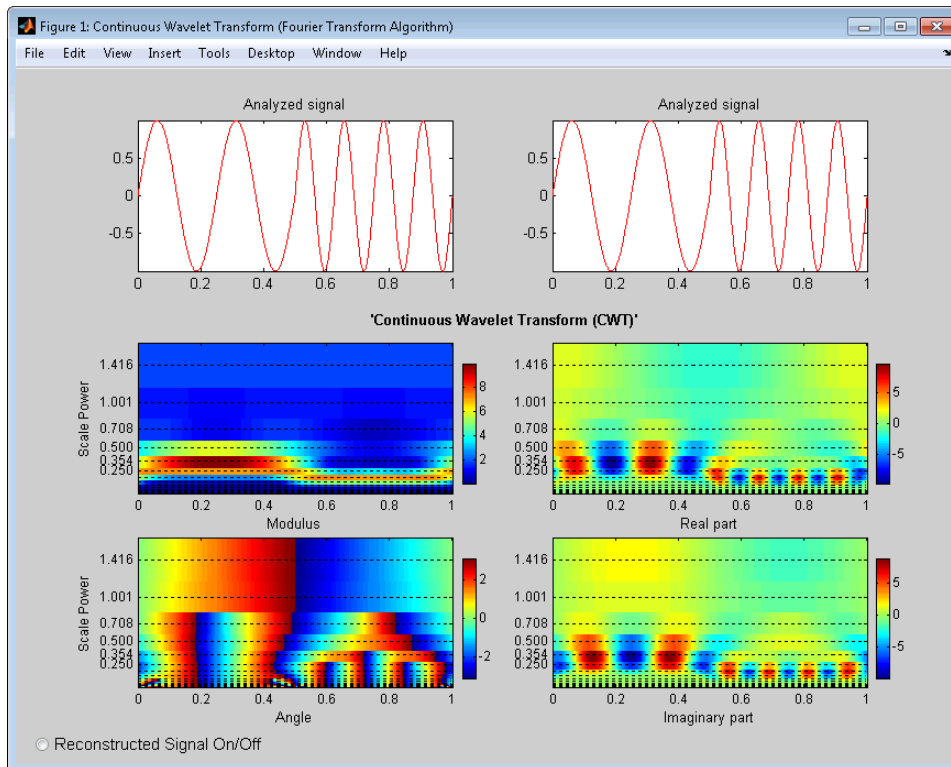 Figure 1: Continuous Wavelet Transform (Fourier Transform Algorithm)
File Edit View Insert Tools Desktop Window Help
Analyzed signal
Analyzed signal
0.5
0
-0.5
0 0.2 0.4 0.6 0.8 1
0.5
0
-0.5
0 0.2 0.4 0.6 0.8 1
'Continuous Wavelet Transform (CWT)'
Scale Power
1.416
1.001
0.708
0.500
0.354
0.250
0 0.2 0.4 0.6 0.8 1
Modulus
8
6
4
2
1.416
1.001
0.708
0.500
0.354
0.250
0 0.2 0.4 0.6 0.8 1
Real part
5
0
-5
Scale Power
1.416
1.001
0.708
0.500
0.354
0.250
0 0.2 0.4 0.6 0.8 1
Angle
2
0
-2
1.416
1.001
0.708
0.500
0.354
0.250
0 0.2 0.4 0.6 0.8 1
Imaginary part
5
0
-5
Reconstructed Signal On/Off